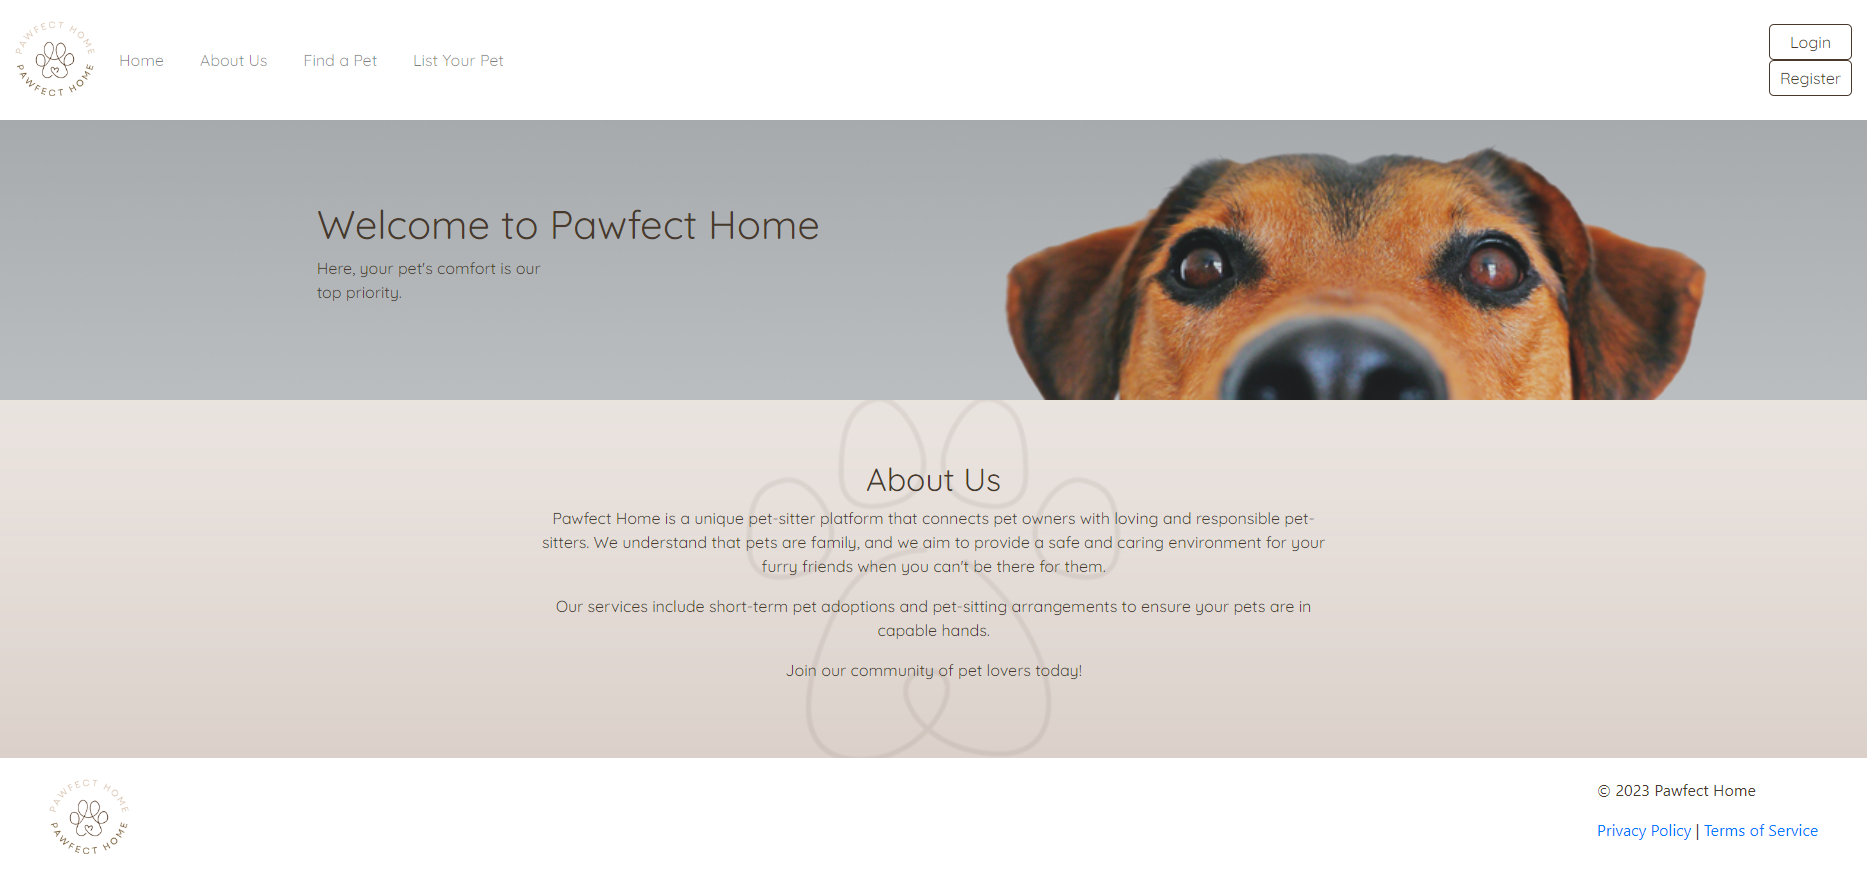 PAWFECT HOME
PAWFECT HOME
Home
About Us
Find a Pet
List Your Pet
Login
Register
Welcome to Pawfect Home
Here, your pet's comfort is our
top priority.
About Us
Pawfect Home is a unique pet-sitter platform that connects pet owners with loving and responsible pet-
sitters. We understand that pets are family, and we aim to provide a safe and caring environment for your
furry friends when you can't be there for them.
Our services include short-term pet adoptions and pet-sitting arrangements to ensure your pets are in
capable hands.
Join our community of pet lovers today!
PAWFECT HOME
PAWFECT HOME
© 2023 Pawfect Home
Privacy Policy | Terms of Service